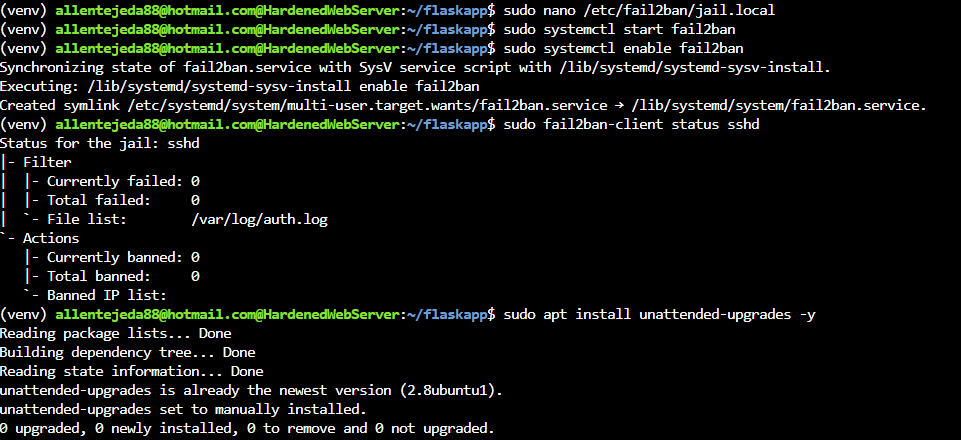 (venv) allentejeda88@hotmail.com@HardenedWebServer:~/flaskapp$ sudo nano /etc/fail2ban/jail.local
(venv) allentejeda88@hotmail.com@HardenedWebServer:~/flaskapp$ sudo systemctl start fail2ban
(venv) allentejeda88@hotmail.com@HardenedWebServer:~/flaskapp$ sudo systemctl enable fail2ban
Synchronizing state of fail2ban.service with SysV service script with /lib/systemd/systemd-sysv-install.
Executing: /lib/systemd/systemd-sysv-install enable fail2ban
Created symlink /etc/systemd/system/multi-user.target.wants/fail2ban.service → /lib/systemd/system/fail2ban.service.
(venv) allentejeda88@hotmail.com@HardenedWebServer:~/flaskapp$ sudo fail2ban-client status sshd
Status for the jail: sshd
|- Filter
|  |- Currently failed: 0
|  |- Total failed:     0
|  `- File list:        /var/log/auth.log
`- Actions
   |- Currently banned: 0
   |- Total banned:     0
   `- Banned IP list:
(venv) allentejeda88@hotmail.com@HardenedWebServer:~/flaskapp$ sudo apt install unattended-upgrades -y
Reading package lists... Done
Building dependency tree... Done
Reading state information... Done
unattended-upgrades is already the newest version (2.8ubuntu1).
unattended-upgrades set to manually installed.
0 upgraded, 0 newly installed, 0 to remove and 0 not upgraded.